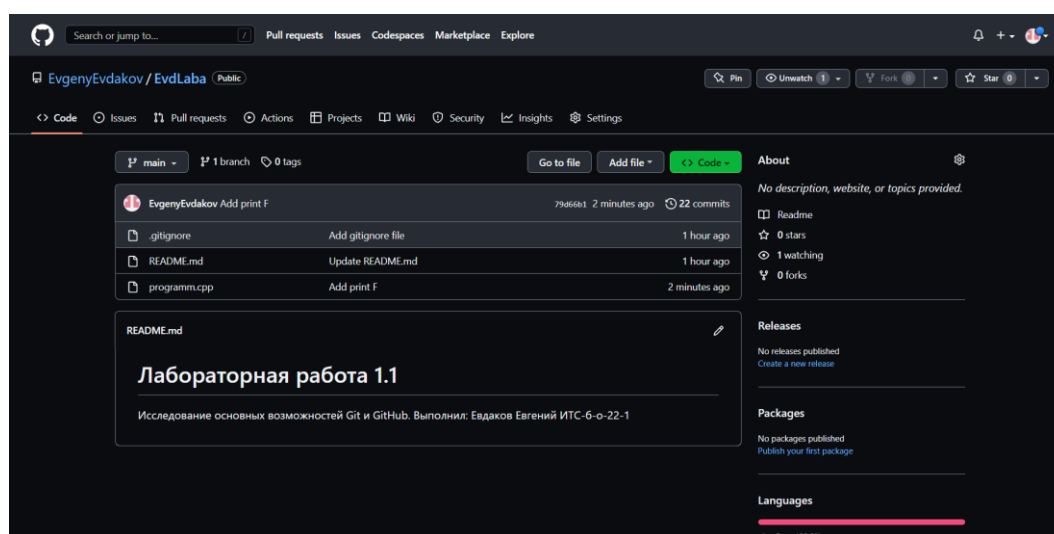 Search or jump to... / Pull requests Issues Codespaces Marketplace Explore
EvgenyEvdakov / EvdLaba Public Pin Unwatch 1 Fork 0 Star 0
Code Issues Pull requests Actions Projects Wiki Security Insights Settings
main 1 branch 0 tags Go to file Add file Code
EvgenyEvdakov Add print F 79d66b1 2 minutes ago 22 commits
.gitignore Add gitignore file 1 hour ago
README.md Update README.md 1 hour ago
programm.cpp Add print F 2 minutes ago
README.md
Лабораторная работа 1.1
Исследование основных возможностей Git и GitHub. Выполнил: Евдаков Евгений ИТС-б-о-22-1
About
No description, website, or topics provided.
Readme
0 stars
1 watching
0 forks
Releases
No releases published
Create a new release
Packages
No packages published
Publish your first package
Languages